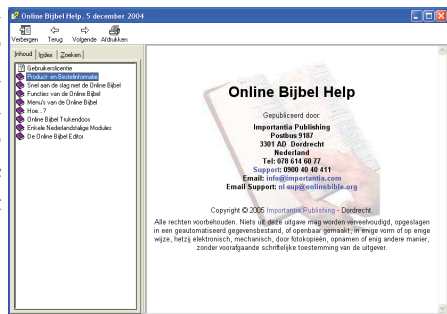 Online Bijbel Help. 5 december 2004
Verbergen Terug Volgende Afdrukken
Inhoud Index Zoeken
Gebruikerslicentie
Product- en Bestelinformatie
Snel aan de slag met de Online Bijbel
Functies van de Online Bijbel
Menu's van de Online Bijbel
Hoe...?
Online Bijbel Trukendoos
Enkele Nederlandstalige Modules
De Online Bijbel Editor
Online Bijbel Help
Gepubliceerd door:
Importantia Publishing
Postbus 9187
3301 AD Dordrecht
Nederland
Tel: 078 614 60 77
Support: 0900 40 40 411
Email: info@importantia.com
Email Support: nl-sup@onlinebible.org
Copyright © 2005 Importantia Publishing - Dordrecht.
Alle rechten voorbehouden. Niets uit deze uitgave mag worden verveelvoudigd, opgeslagen
in een geautomatiseerd gegevensbestand, of openbaar gemaakt, in enige vorm of op enige
wijze, hetzij elektronisch, mechanisch, door fotokopieën, opnamen of enig andere manier,
zonder voorafgaande schriftelijke toestemming van de uitgever.